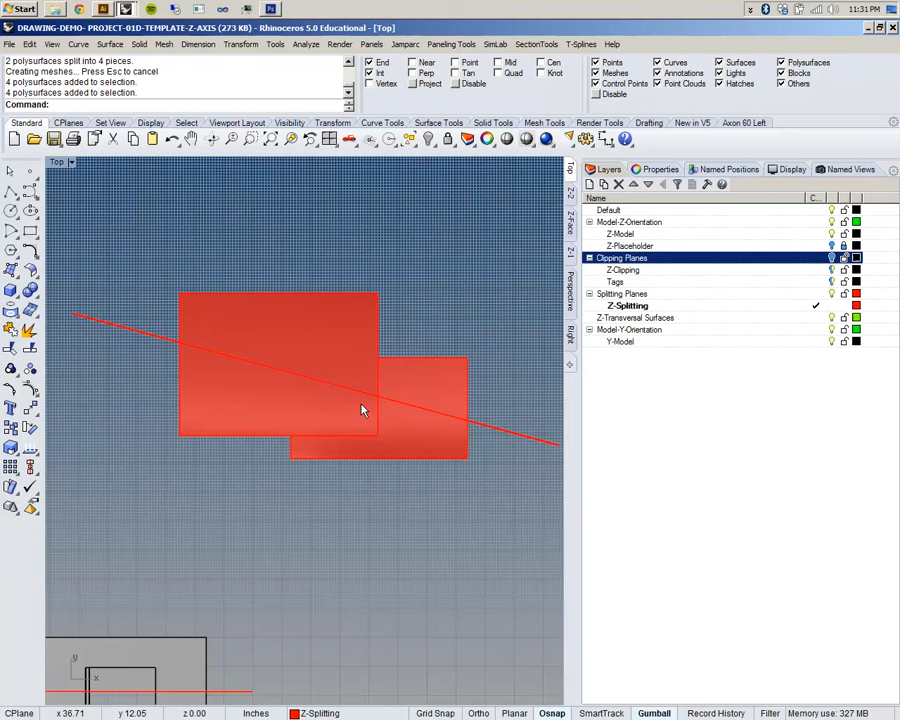 Start
11:31 PM
DRAWING-DEMO- PROJECT-01D-TEMPLATE-Z-AXIS (273 KB) - Rhinoceros 5.0 Educational - [Top]
File Edit View Curve Surface Solid Mesh Dimension Transform Tools Analyze Render Panels Jamparc Paneling Tools SimLab SectionTools T-Splines Help
2 polysurfaces split into 4 pieces.
Creating meshes... Press Esc to cancel
4 polysurfaces added to selection.
4 polysurfaces added to selection.
Command:
End Near Point Mid Cen
Int Perp Tan Quad Knot
Vertex Project Disable
Points Curves Surfaces Polysurfaces
Meshes Annotations Lights Blocks
Control Points Point Clouds Hatches Others
Disable
Standard CPlanes Set View Display Select Viewport Layout Visibility Transform Curve Tools Surface Tools Solid Tools Mesh Tools Render Tools Drafting New in V5 Axon 60 Left
Top
Top
Z-2
Z-Face
Z-1
Perspective
Right
Layers Properties Named Positions Display Named Views
Name C...
Default
Model-Z-Orientation
Z-Model
Z-Placeholder
Clipping Planes
Z-Clipping
Tags
Splitting Planes
Z-Splitting
Z-Transversal Surfaces
Model-Y-Orientation
Y-Model
y
x
CPlane x 36.71 y 12.05 z 0.00 Inches Z-Splitting Grid Snap Ortho Planar Osnap SmartTrack Gumball Record History Filter Memory use: 327 MB